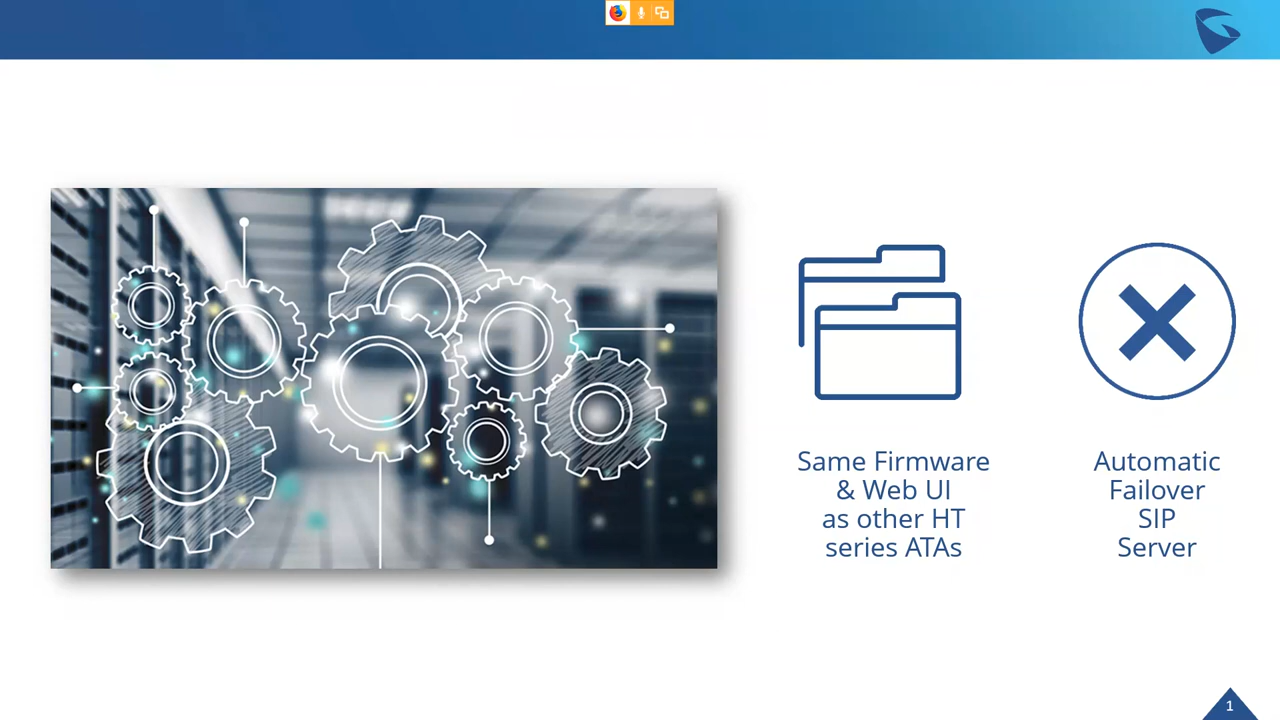 Same Firmware
& Web UI
as other HT
series ATAs
Automatic
Failover
SIP
Server
1